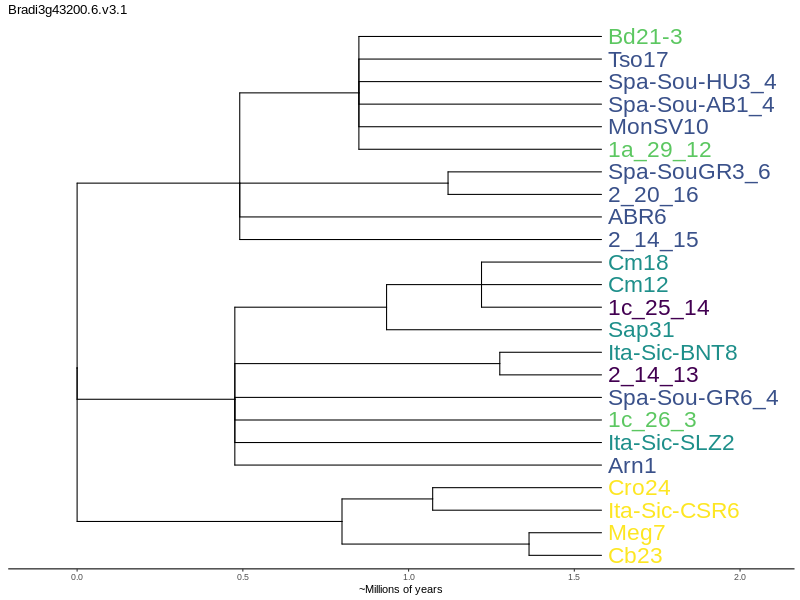 Bradi3g43200.6.v3.1
Bd21-3
Tso17
Spa-Sou-HU3_4
Spa-Sou-AB1_4
MonSV10
1a_29_12
Spa-SouGR3_6
2_20_16
ABR6
2_14_15
Cm18
Cm12
1c_25_14
Sap31
Ita-Sic-BNT8
2_14_13
Spa-Sou-GR6_4
1c_26_3
Ita-Sic-SLZ2
Arn1
Cro24
Ita-Sic-CSR6
Meg7
Cb23
0.0 0.5 1.0 1.5 2.0
~Millions of years